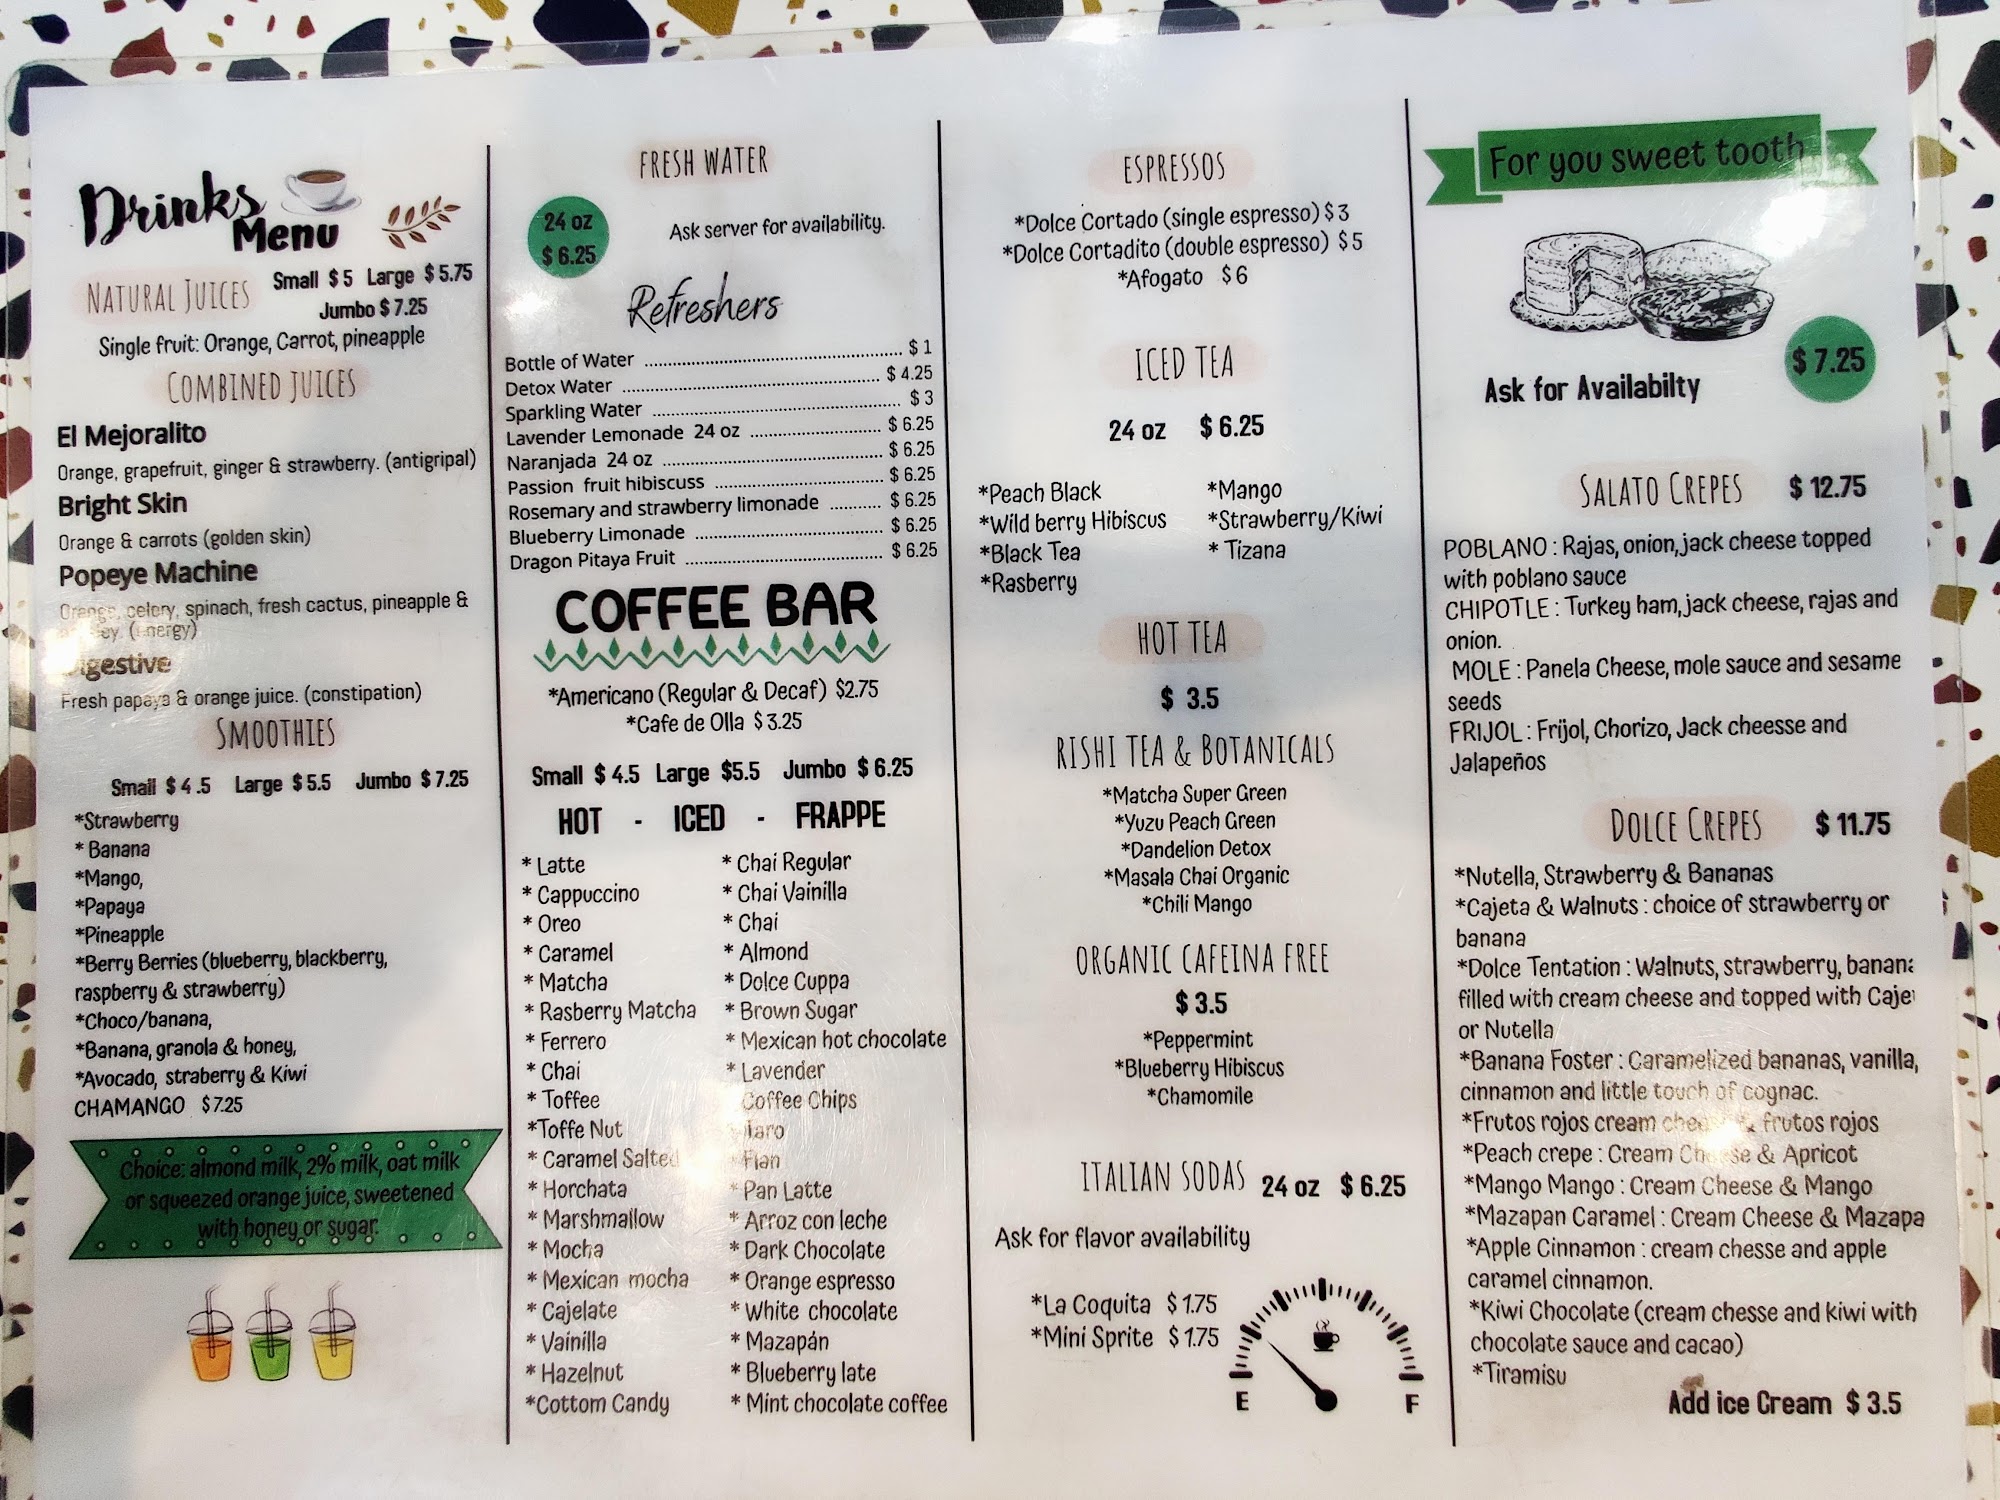 Drinks
Menu
NATURAL JUICES
Small $ 5 Large $ 5.75
Jumbo $ 7.25
Single fruit: Orange, Carrot, pineapple
COMBINED JUICES
El Mejoralito
Orange, grapefruit, ginger & strawberry. (antigripal)
Bright Skin
Orange & carrots (golden skin)
Popeye Machine
Orange, celery, spinach, fresh cactus, pineapple &
(Energy)
Digestive
Fresh papaya & orange juice. (constipation)
SMOOTHIES
Small $ 4.5 Large $ 5.5 Jumbo $ 7.25
*Strawberry
* Banana
*Mango,
*Papaya
*Pineapple
*Berry Berries (blueberry, blackberry,
raspberry & strawberry)
*Choco/banana,
*Banana, granola & honey,
*Avocado, straberry & Kiwi
CHAMANGO $7.25
Choice: almond milk, 2% milk, oat milk
or squeezed orange juice, sweetened
with honey or sugar.
FRESH WATER
24 oz
$ 6.25
Ask server for availability.
Refreshers
Bottle of Water ........ $ 1
Detox Water ........ $ 4.25
Sparkling Water ........ $ 3
Lavender Lemonade 24 oz ........ $ 6.25
Naranjada 24 oz ........ $ 6.25
Passion fruit hibiscuss ........ $ 6.25
Rosemary and strawberry limonade ........ $ 6.25
Blueberry Limonade ........ $ 6.25
Dragon Pitaya Fruit ........ $ 6.25
COFFEE BAR
*Americano (Regular & Decaf) $2.75
*Cafe de Olla $ 3.25
Small $ 4.5 Large $5.5 Jumbo $ 6.25
HOT - ICED - FRAPPE
* Latte
* Cappuccino
* Oreo
* Caramel
* Matcha
* Rasberry Matcha
* Ferrero
* Chai
* Toffee
*Toffe Nut
* Caramel Salted
* Horchata
* Marshmallow
* Mocha
* Mexican mocha
* Cajelate
* Vainilla
* Hazelnut
*Cottom Candy
* Chai Regular
* Chai Vainilla
* Chai
* Almond
* Dolce Cuppa
* Brown Sugar
* Mexican hot chocolate
* Lavender
Coffee Chips
Taro
* Flan
* Pan Latte
* Arroz con leche
* Dark Chocolate
* Orange espresso
* White chocolate
* Mazapán
* Blueberry late
* Mint chocolate coffee
ESPRESSOS
*Dolce Cortado (single espresso) $ 3
*Dolce Cortadito (double espresso) $ 5
*Afogato $ 6
ICED TEA
24 oz $ 6.25
*Peach Black
*Wild berry Hibiscus
*Black Tea
*Rasberry
*Mango
*Strawberry/Kiwi
* Tizana
HOT TEA
$ 3.5
RISHI TEA & BOTANICALS
*Matcha Super Green
*Yuzu Peach Green
*Dandelion Detox
*Masala Chai Organic
*Chili Mango
ORGANIC CAFEINA FREE
$ 3.5
*Peppermint
*Blueberry Hibiscus
*Chamomile
ITALIAN SODAS 24 oz $ 6.25
Ask for flavor availability
*La Coquita $ 1.75
*Mini Sprite $ 1.75
E F
For you sweet tooth
$ 7.25
Ask for Availabilty
SALATO CREPES $ 12.75
POBLANO : Rajas, onion, jack cheese topped
with poblano sauce
CHIPOTLE : Turkey ham, jack cheese, rajas and
onion.
MOLE : Panela Cheese, mole sauce and sesame
seeds
FRIJOL : Frijol, Chorizo, Jack cheesse and
Jalapeños
DOLCE CREPES $ 11.75
*Nutella, Strawberry & Bananas
*Cajeta & Walnuts : choice of strawberry or
banana
*Dolce Tentation : Walnuts, strawberry, banana
filled with cream cheese and topped with Caje
or Nutella
*Banana Foster : Caramelized bananas, vanilla,
cinnamon and little touch of cognac.
*Frutos rojos cream cheese & frutos rojos
*Peach crepe : Cream Cheese & Apricot
*Mango Mango : Cream Cheese & Mango
*Mazapan Caramel : Cream Cheese & Mazapa
*Apple Cinnamon : cream chesse and apple
caramel cinnamon.
*Kiwi Chocolate (cream chesse and kiwi with
chocolate sauce and cacao)
*Tiramisu
Add ice Cream $ 3.5